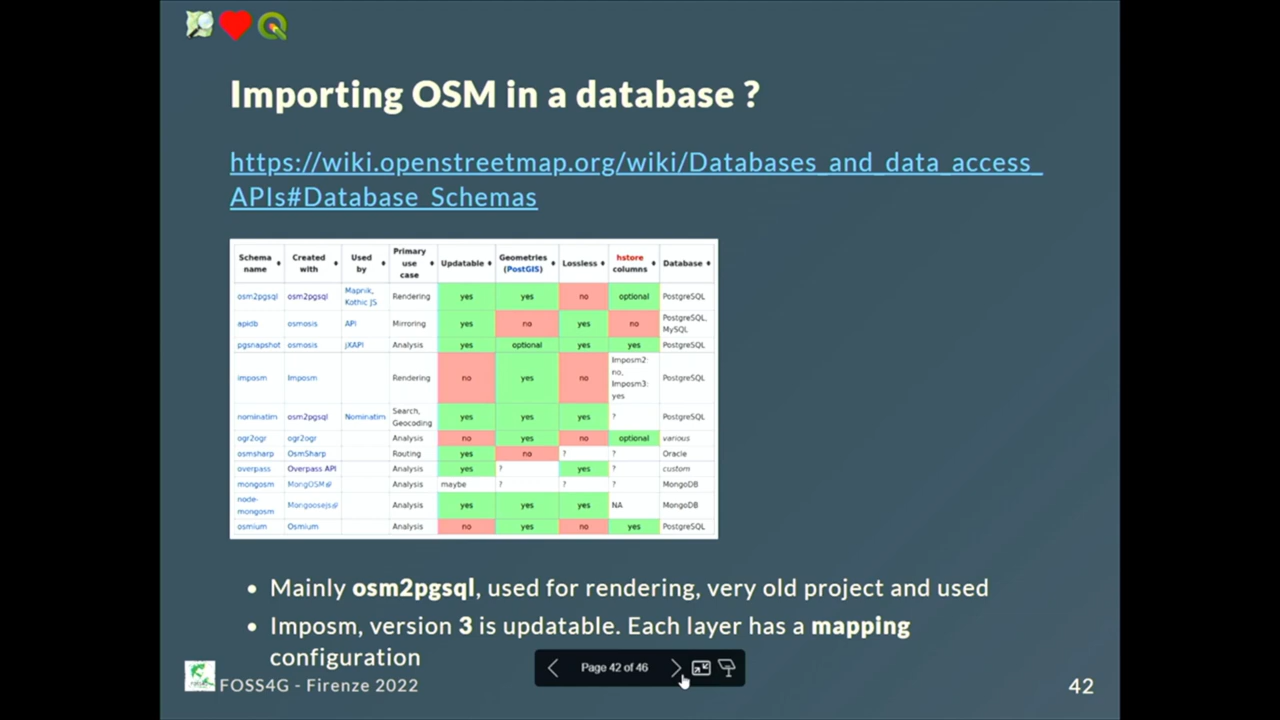 Importing OSM in a database ?
https://wiki.openstreetmap.org/wiki/Databases_and_data_access_
APIs#Database_Schemas
Schema name Created with Used by Primary use case Updatable Geometries (PostGIS) Lossless hstore columns Database
osm2pgsql osm2pgsql Mapnik, Kothic JS Rendering yes yes no optional PostgreSQL
apidb osmosis API Mirroring yes no yes no PostgreSQL, MySQL
pgsnapshot osmosis jXAPI Analysis yes optional yes yes PostgreSQL
imposm Imposm Rendering no yes no Imposm2: no, Imposm3: yes PostgreSQL
nominatim osm2pgsql Nominatim Search, Geocoding yes yes yes ? PostgreSQL
ogr2ogr ogr2ogr Analysis no yes no optional various
osmsharp OsmSharp Routing yes no ? ? Oracle
overpass Overpass API Analysis yes ? yes ? custom
mongosm MongOSM Analysis maybe ? ? ? MongoDB
node-mongosm Mongoosejs Analysis yes yes yes NA MongoDB
osmium Osmium Analysis no yes no yes PostgreSQL
• Mainly osm2pgsql, used for rendering, very old project and used
• Imposm, version 3 is updatable. Each layer has a mapping
configuration
Page 42 of 46
FOSS4G - Firenze 2022
42